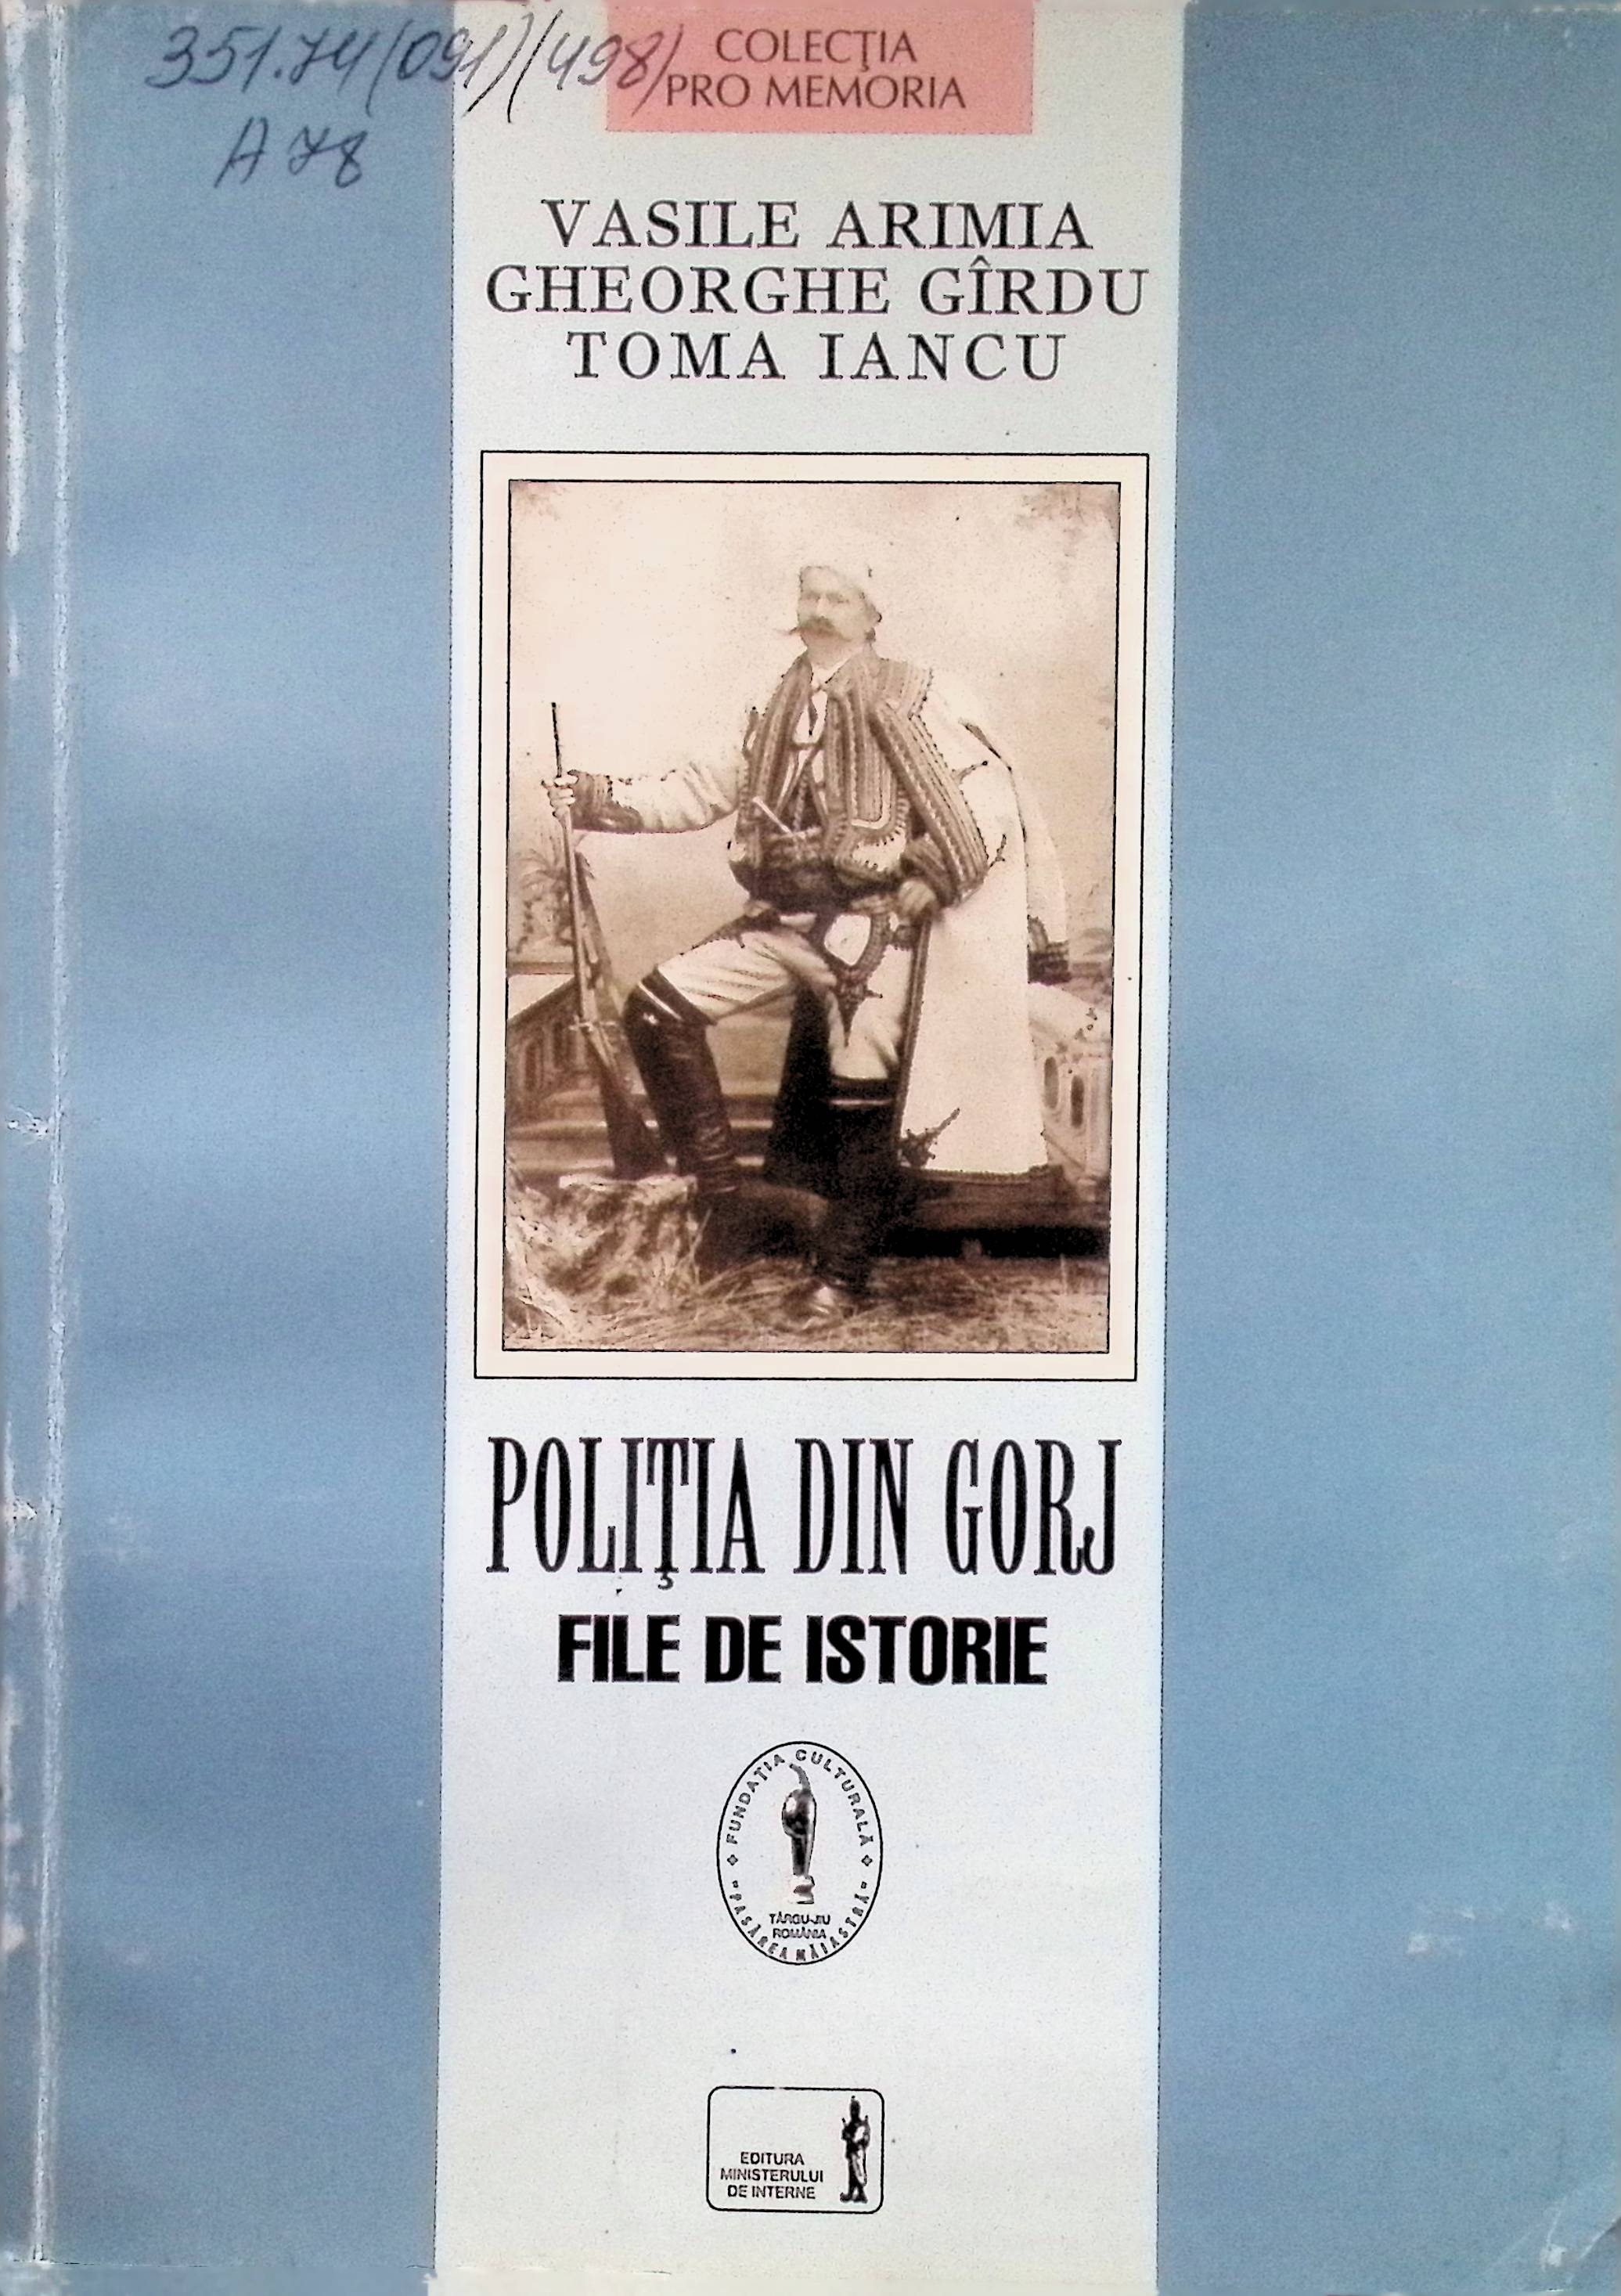 351.74(091)(498)
A78
COLECŢIA
PRO MEMORIA
VASILE ARIMIA
GHEORGHE GÎRDU
TOMA IANCU
POLIŢIA DIN GORJ
FILE DE ISTORIE
FUNDAŢIA CULTURALĂ
"PASĂREA MĂIASTRĂ"
TÂRGU-JIU
ROMÂNIA
EDITURA
MINISTERULUI
DE INTERNE